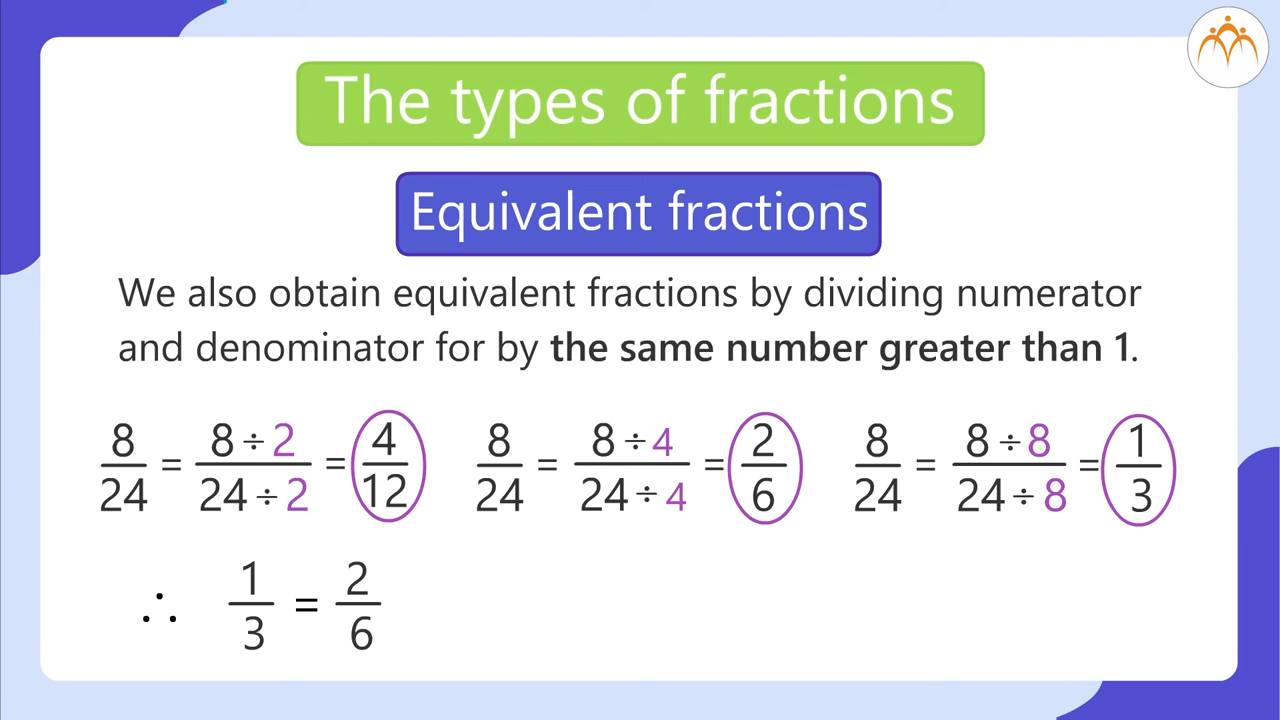 The types of fractions
Equivalent fractions
We also obtain equivalent fractions by dividing numerator
and denominator for by the same number greater than 1.
8/24 = (8 ÷ 2)/(24 ÷ 2) = 4/12 8/24 = (8 ÷ 4)/(24 ÷ 4) = 2/6 8/24 = (8 ÷ 8)/(24 ÷ 8) = 1/3
∴ 1/3 = 2/6